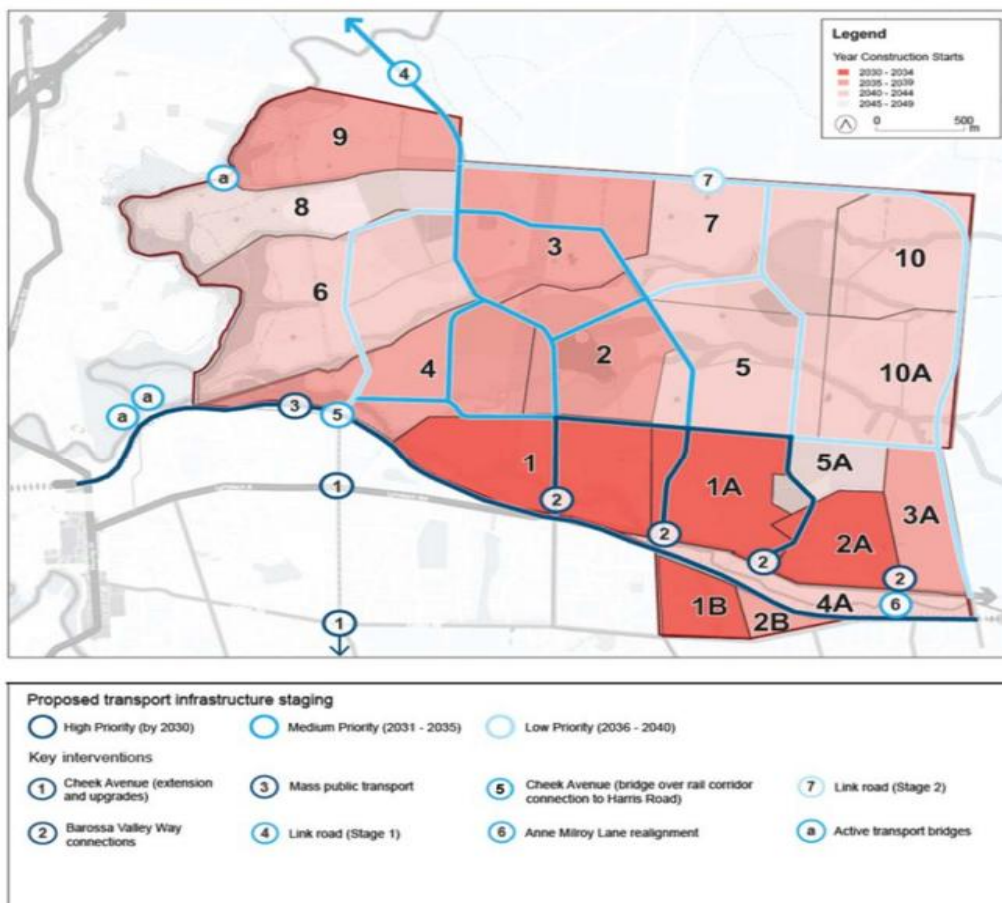 Legend
Year Construction Starts
2030 - 2034
2035 - 2039
2040 - 2044
2045 - 2049
0 500
m
4
9
a
7
8
3
7
10
6
4
2
5
10A
a
a
3
5
1
5A
1
2
1A
3A
2
2
2A
2
1B
4A
6
2B
1
Proposed transport infrastructure staging
High Priority (by 2030)
Medium Priority (2031 - 2035)
Low Priority (2036 - 2040)
Key interventions
1 Cheek Avenue (extension
and upgrades)
3 Mass public transport
5 Cheek Avenue (bridge over rail corridor
connection to Harris Road)
7 Link road (Stage 2)
2 Barossa Valley Way
connections
4 Link road (Stage 1)
6 Anne Milroy Lane realignment
a Active transport bridges